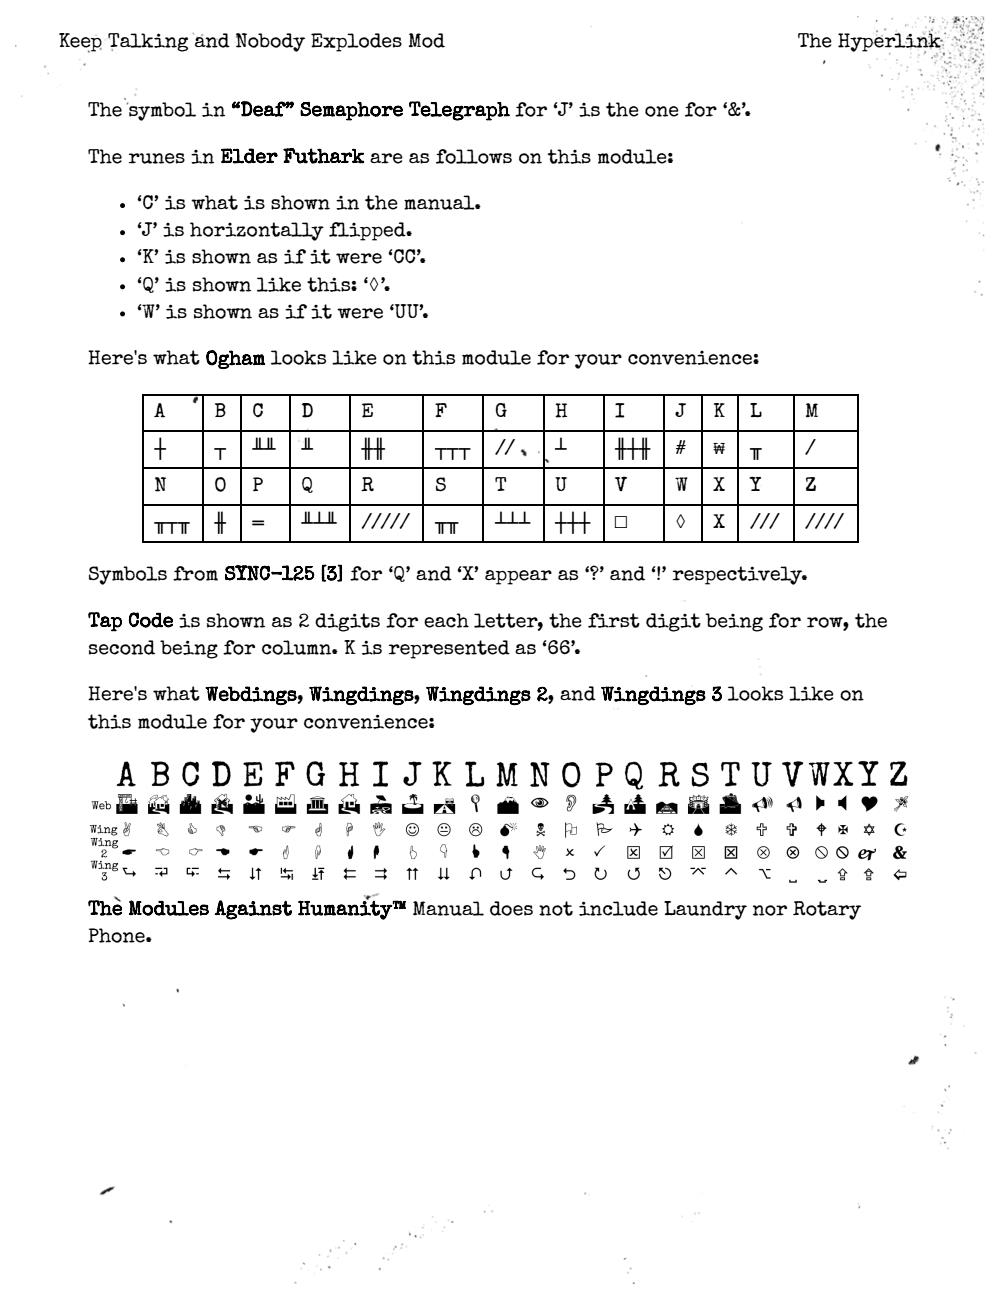 Keep Talking and Nobody Explodes Mod The Hyperlink
The symbol in “Deaf” Semaphore Telegraph for ‘J’ is the one for ‘&’.
The runes in Elder Futhark are as follows on this module:
• ‘C’ is what is shown in the manual.
• ‘J’ is horizontally flipped.
• ‘K’ is shown as if it were ‘CC’.
• ‘Q’ is shown like this: ‘◊’.
• ‘W’ is shown as if it were ‘UU’.
Here's what Ogham looks like on this module for your convenience:
A B C D E F G H I J K L M
┼ ┬ ╨╨ ╨ ╫╫ ┬┬┬ // ┴ ╫┼╫ # ₩ ╥ /
N O P Q R S T U V W X Y Z
╥┬╥ ╫ = ╨┴╨ ///// ╥╥ ┴┴┴ ┼┼┼ □ ◊ X /// ////
Symbols from SYNC-125 [3] for ‘Q’ and ‘X’ appear as ‘?’ and ‘!’ respectively.
Tap Code is shown as 2 digits for each letter, the first digit being for row, the
second being for column. K is represented as ‘66’.
Here's what Webdings, Wingdings, Wingdings 2, and Wingdings 3 looks like on
this module for your convenience:
A B C D E F G H I J K L M N O P Q R S T U V W X Y Z
Web
Wing
Wing 2
Wing 3
The Modules Against Humanity™ Manual does not include Laundry nor Rotary
Phone.